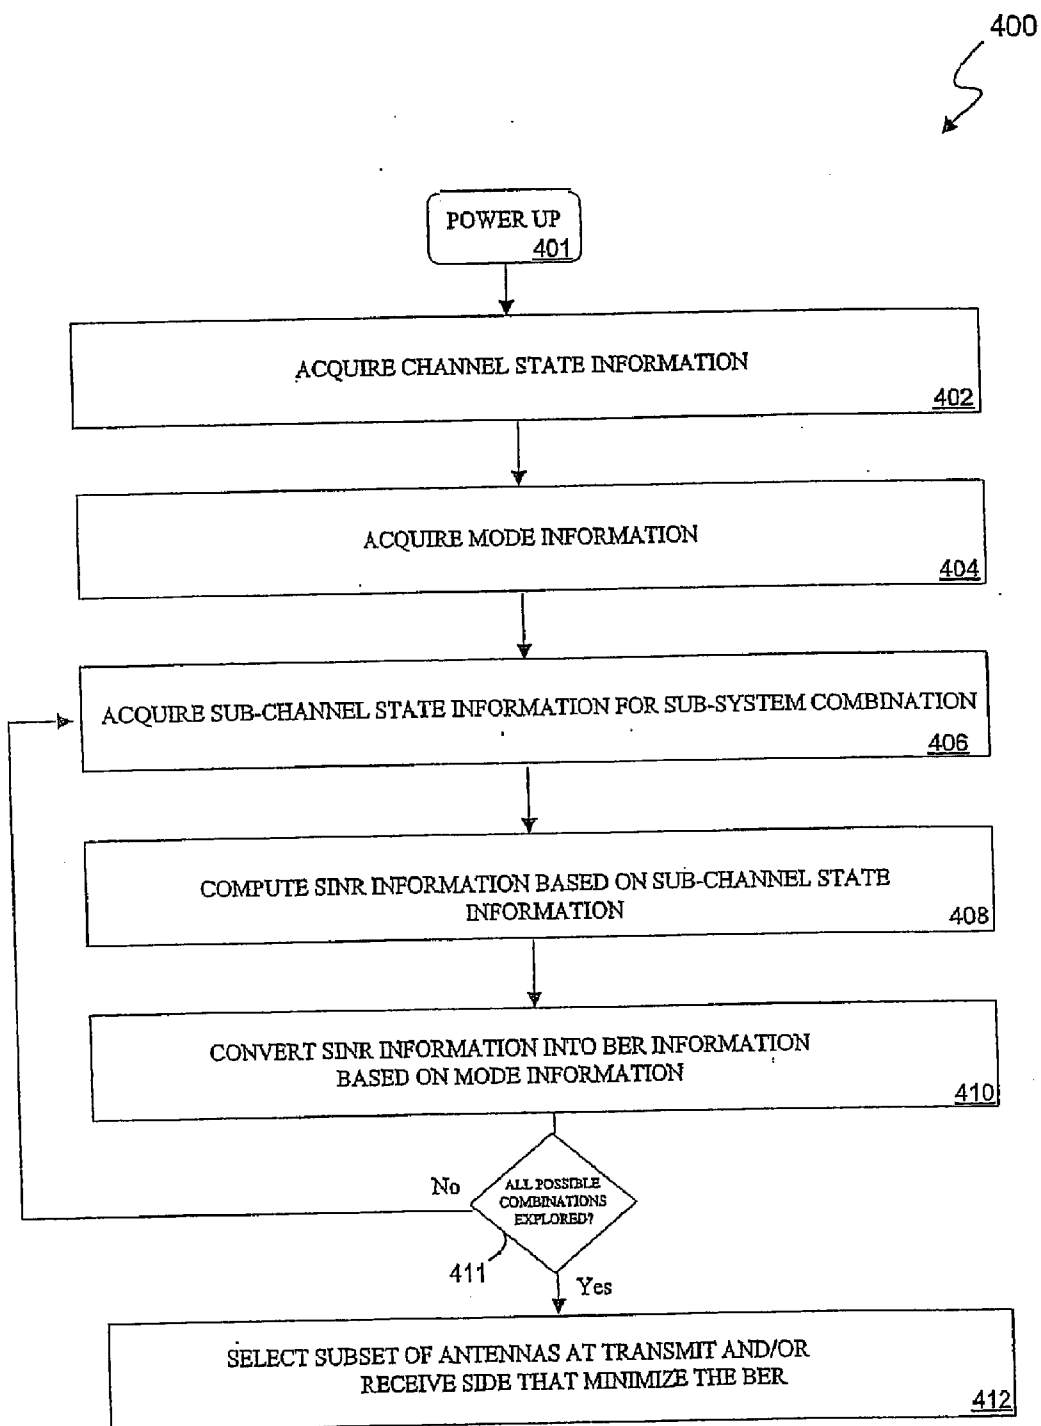 400
POWER UP
401
ACQUIRE CHANNEL STATE INFORMATION
402
ACQUIRE MODE INFORMATION
404
ACQUIRE SUB-CHANNEL STATE INFORMATION FOR SUB-SYSTEM COMBINATION
406
COMPUTE SINR INFORMATION BASED ON SUB-CHANNEL STATE
INFORMATION
408
CONVERT SINR INFORMATION INTO BER INFORMATION
BASED ON MODE INFORMATION
410
No
ALL POSSIBLE
COMBINATIONS
EXPLORED?
411
Yes
SELECT SUBSET OF ANTENNAS AT TRANSMIT AND/OR
RECEIVE SIDE THAT MINIMIZE THE BER
412